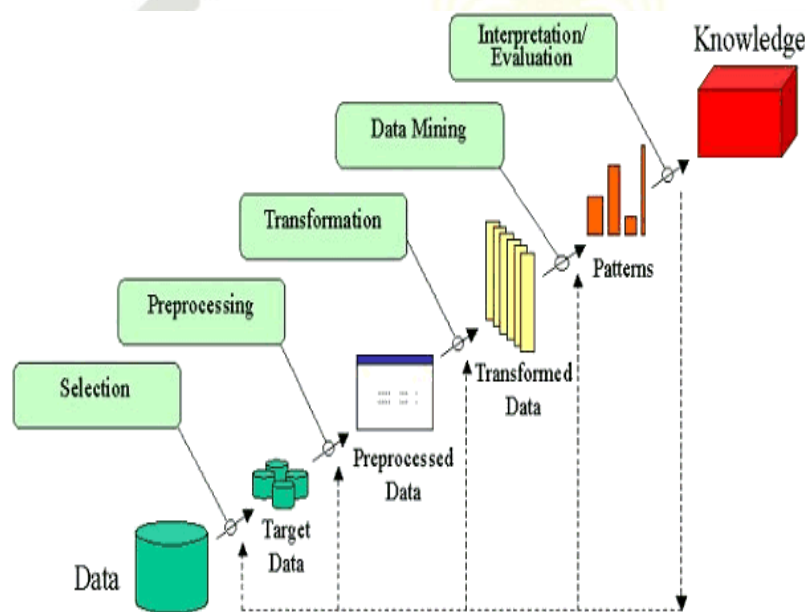 Interpretation/
Evaluation
Knowledge
Data Mining
Transformation
Patterns
Preprocessing
Transformed
Data
Selection
Preprocessed
Data
Target
Data
Data